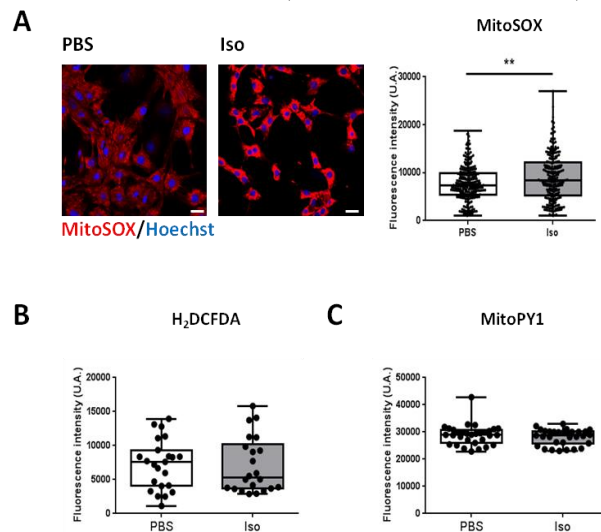 A
PBS
Iso
MitoSOX/Hoechst
MitoSOX
**
Fluorescence intensity (U.A.)
30000
20000
10000
0
PBS
Iso
B
H₂DCFDA
Fluorescence intensity (U.A.)
20000
15000
10000
5000
0
PBS
Iso
C
MitoPY1
Fluorescence intensity (U.A.)
50000
40000
30000
20000
10000
0
PBS
Iso